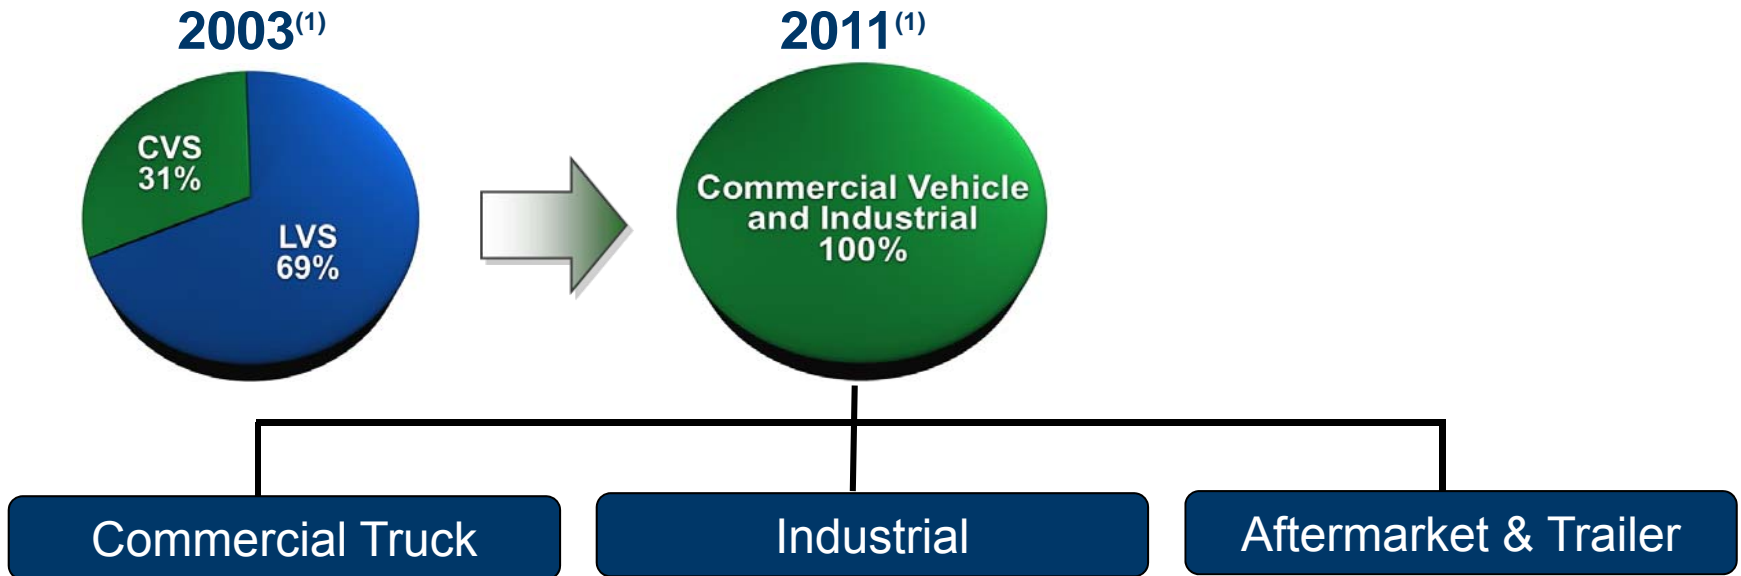 2003(1)
2011(1)
CVS
31%
LVS
69%
Commercial Vehicle
and Industrial
100%
Commercial Truck
Industrial
Aftermarket & Trailer